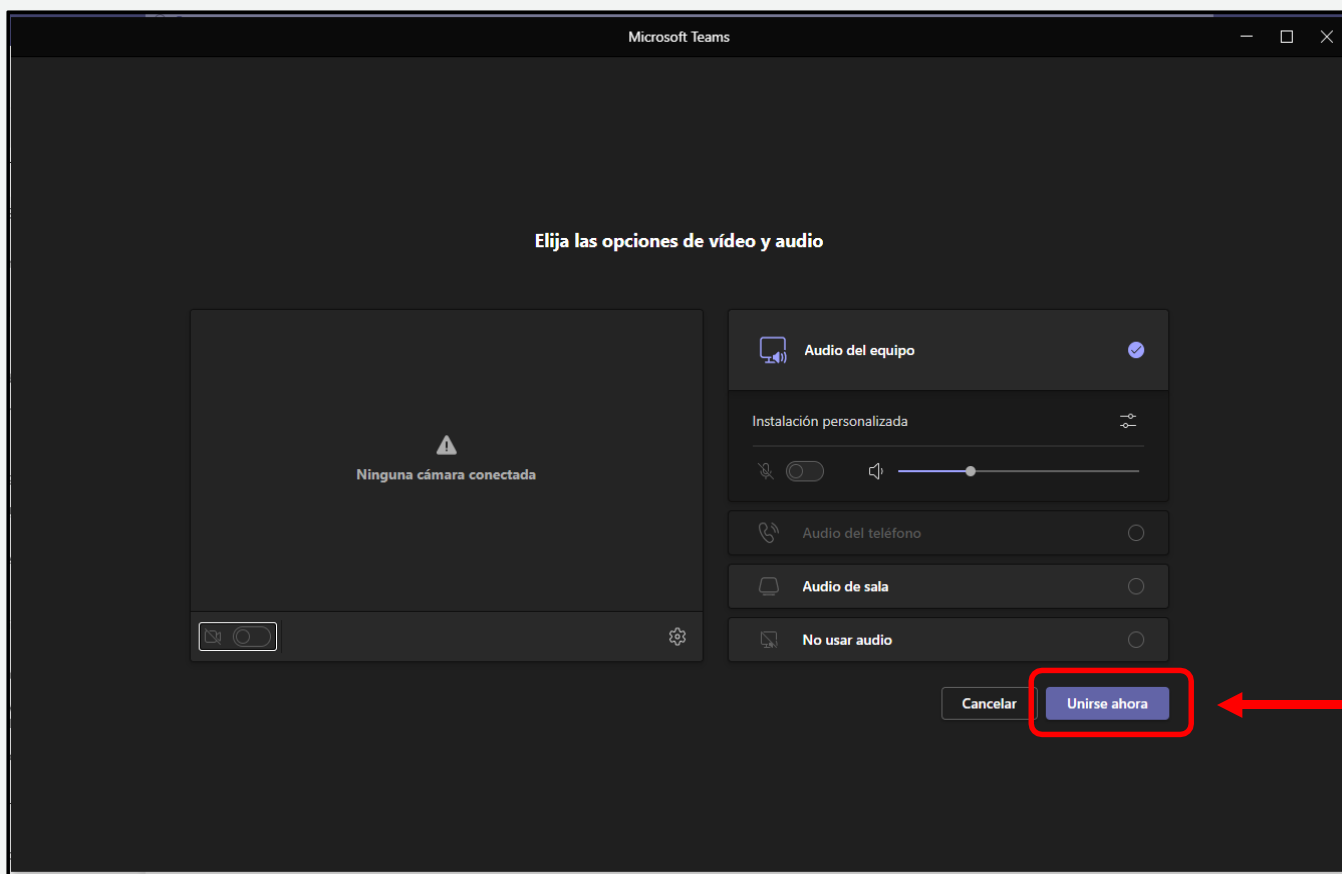 Microsoft Teams
Elija las opciones de vídeo y audio
Ninguna cámara conectada
Audio del equipo
Instalación personalizada
Audio del teléfono
Audio de sala
No usar audio
Cancelar
Unirse ahora